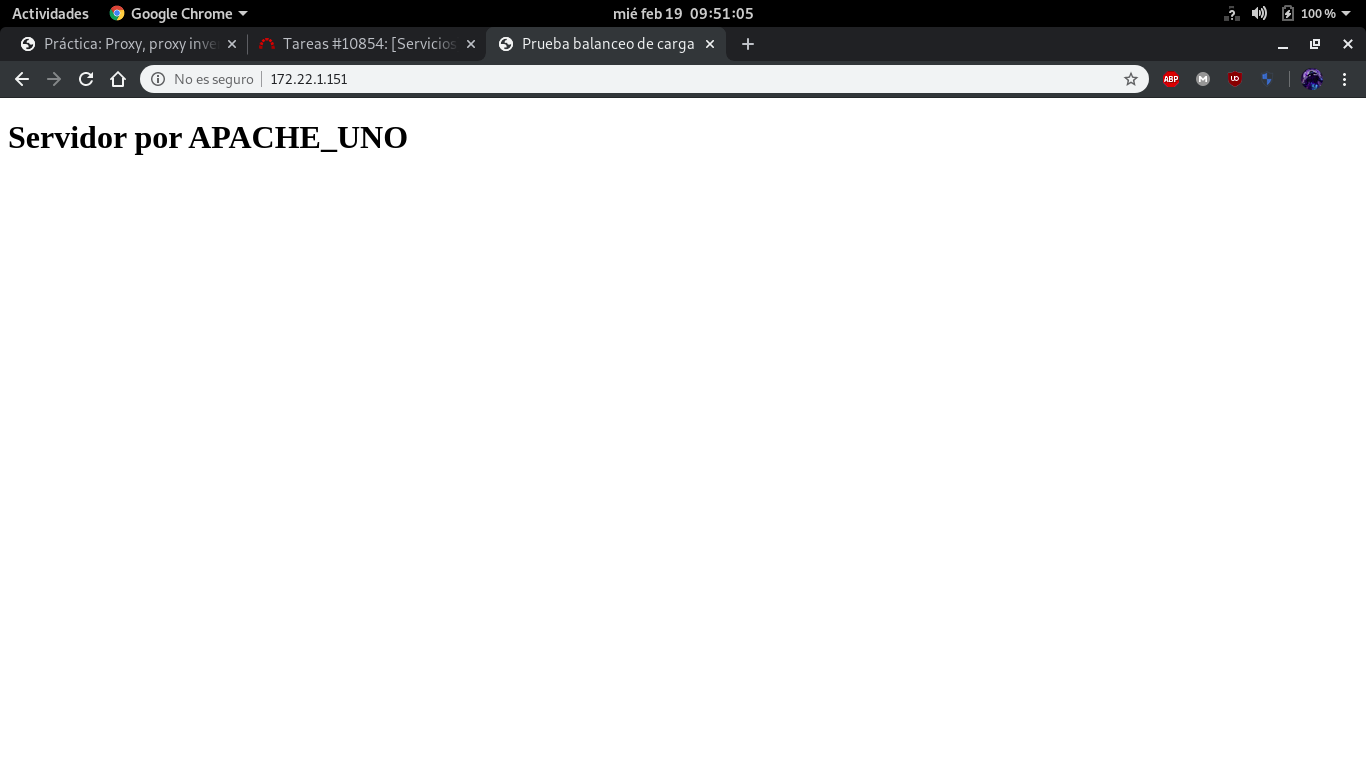 Actividades Google Chrome mié feb 19 09:51:05 100 %
Práctica: Proxy, proxy inve Tareas #10854: [Servicios Prueba balanceo de carga
No es seguro 172.22.1.151 ABP M UD
Servidor por APACHE_UNO